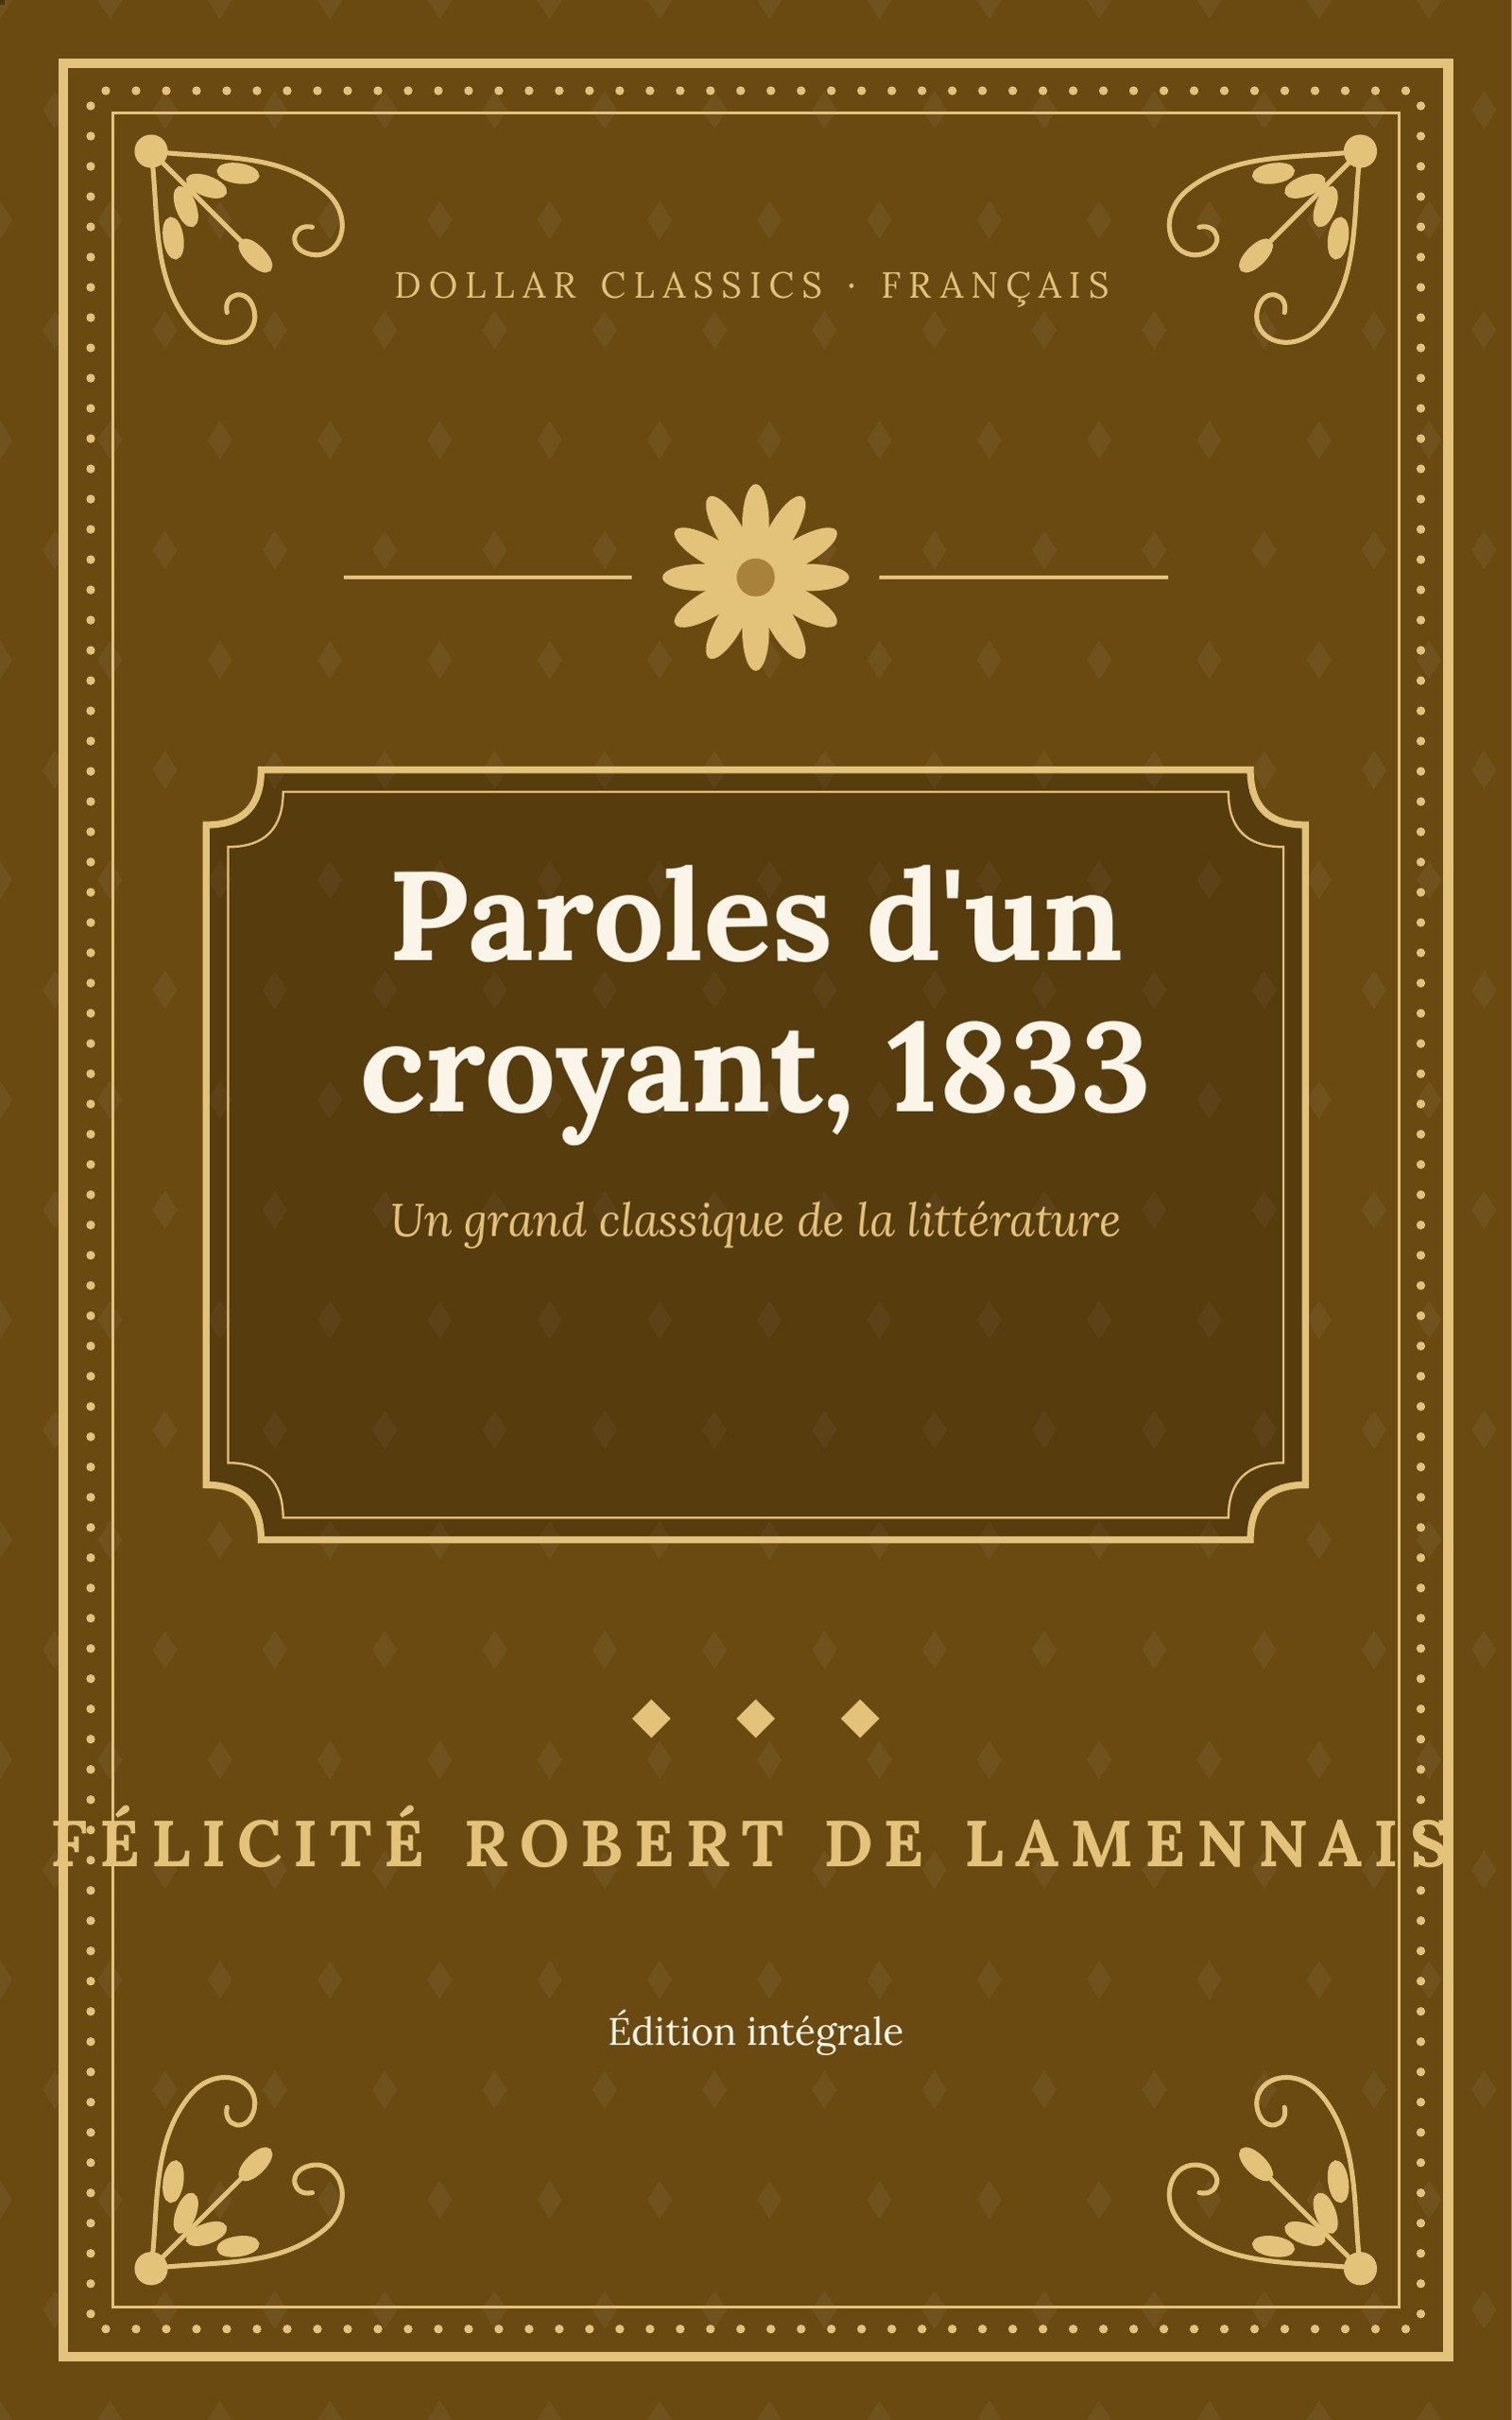 DOLLAR CLASSICS · FRANÇAIS
Paroles d'un
croyant, 1833
Un grand classique de la littérature
FÉLICITÉ ROBERT DE LAMENNAIS
Édition intégrale